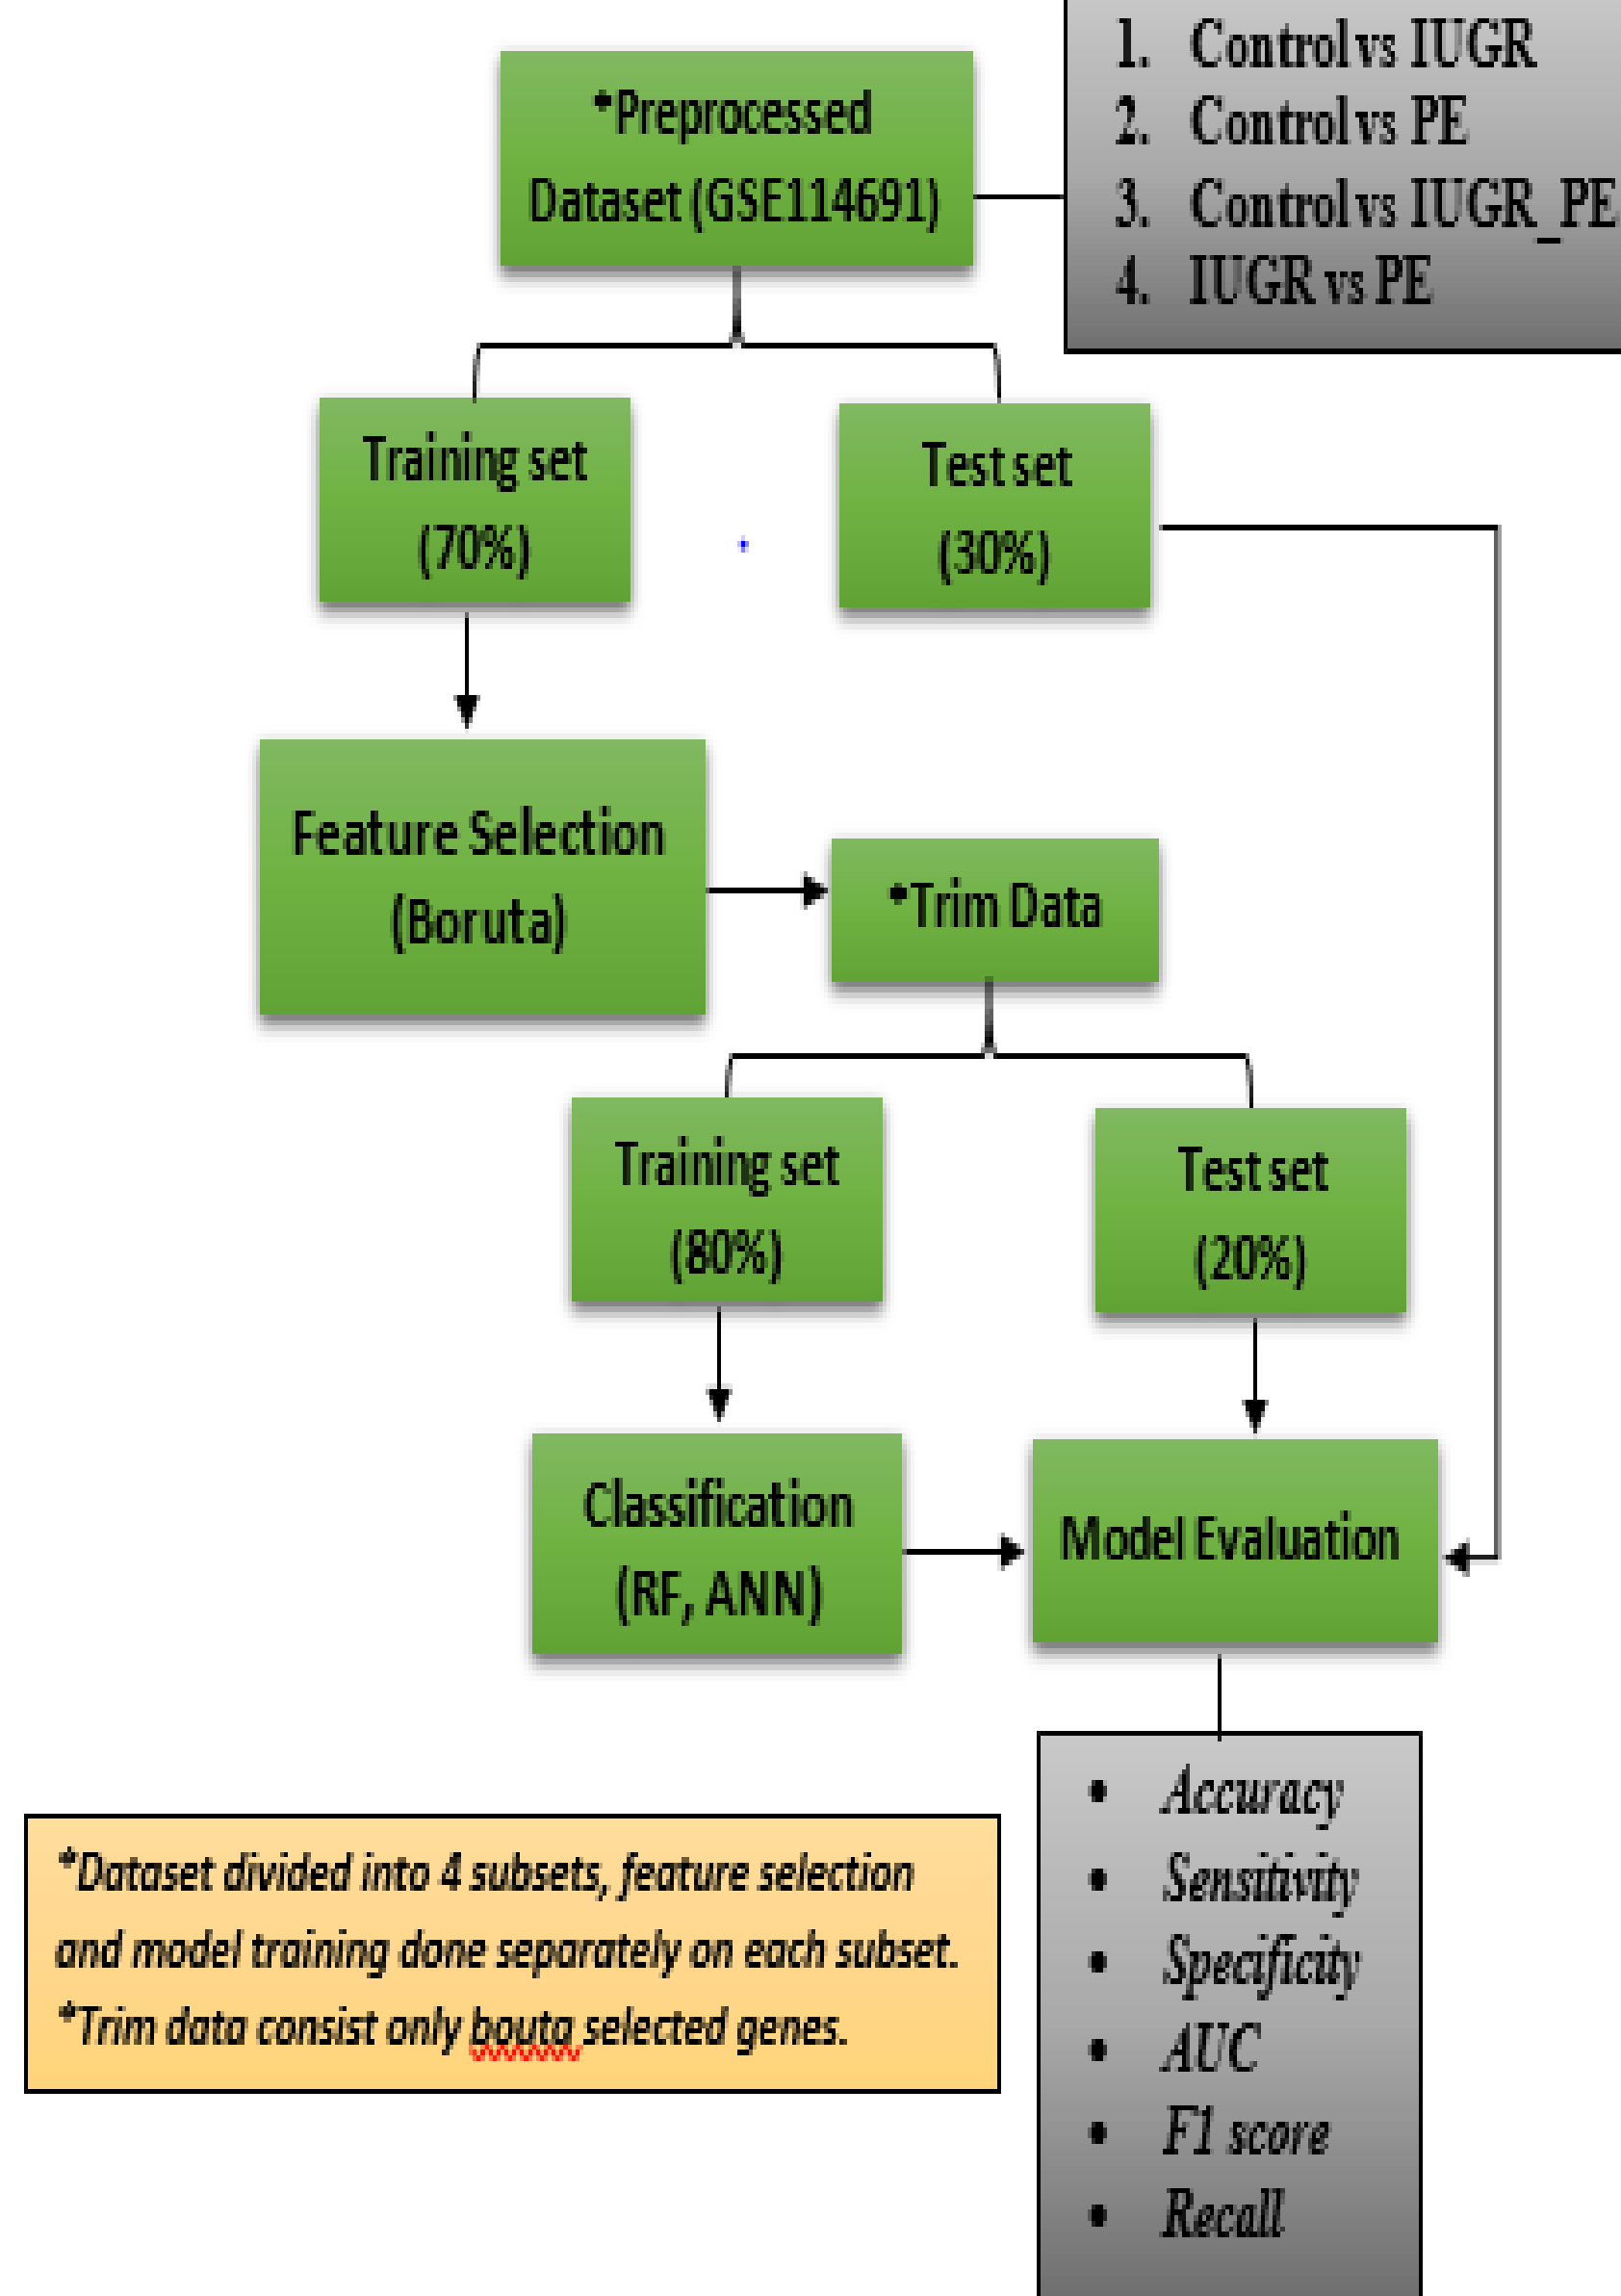 *Preprocessed
Dataset (GSE114691)
1. Control vs IUGR
2. Control vs PE
3. Control vs IUGR_PE
4. IUGR vs PE
Training set
(70%)
Test set
(30%)
Feature Selection
(Boruta)
*Trim Data
Training set
(80%)
Test set
(20%)
Classification
(RF, ANN)
Model Evaluation
• Accuracy
• Sensitivity
• Specificity
• AUC
• F1 score
• Recall
*Dataset divided into 4 subsets, feature selection
and model training done separately on each subset.
*Trim data consist only bouta selected genes.